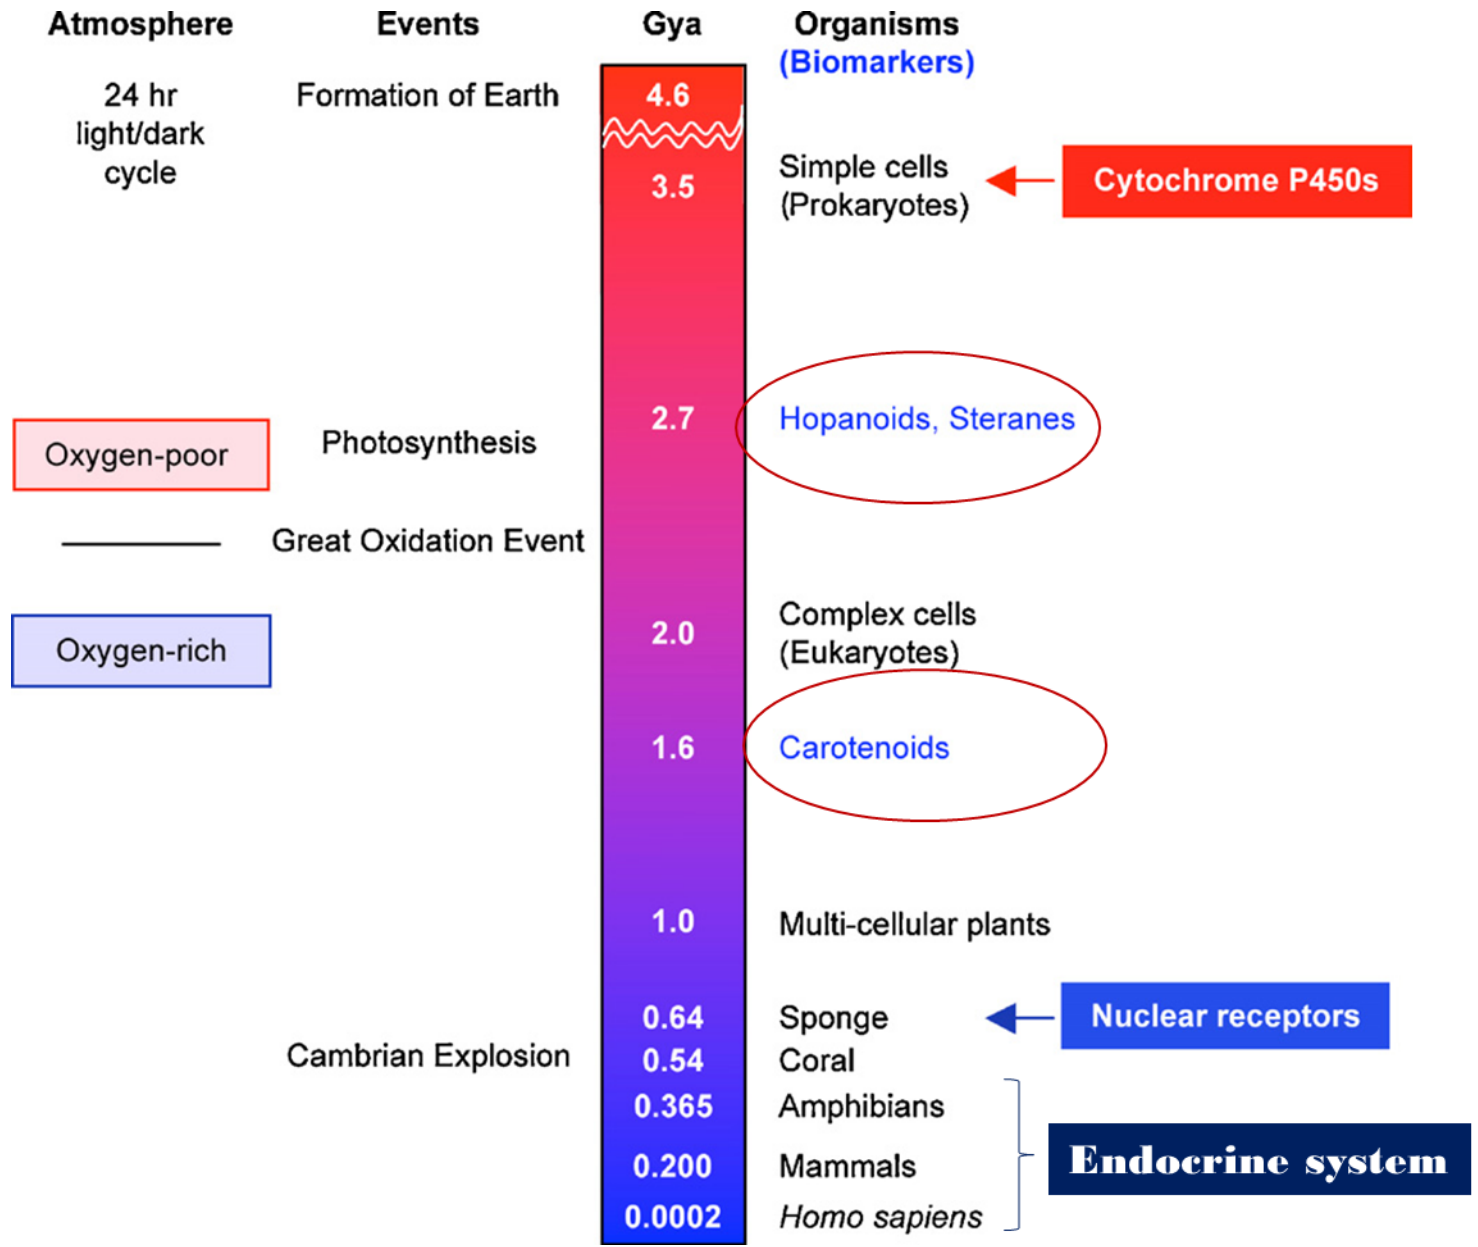 Atmosphere Events Gya Organisms
(Biomarkers)
24 hr
light/dark
cycle
Formation of Earth
4.6
3.5
Simple cells
(Prokaryotes)
Cytochrome P450s
2.7
Hopanoids, Steranes
Oxygen-poor
Photosynthesis
Great Oxidation Event
Oxygen-rich
2.0
Complex cells
(Eukaryotes)
1.6
Carotenoids
1.0
Multi-cellular plants
0.64
Sponge
Nuclear receptors
Cambrian Explosion
0.54
Coral
0.365
Amphibians
Endocrine system
0.200
Mammals
0.0002
Homo sapiens